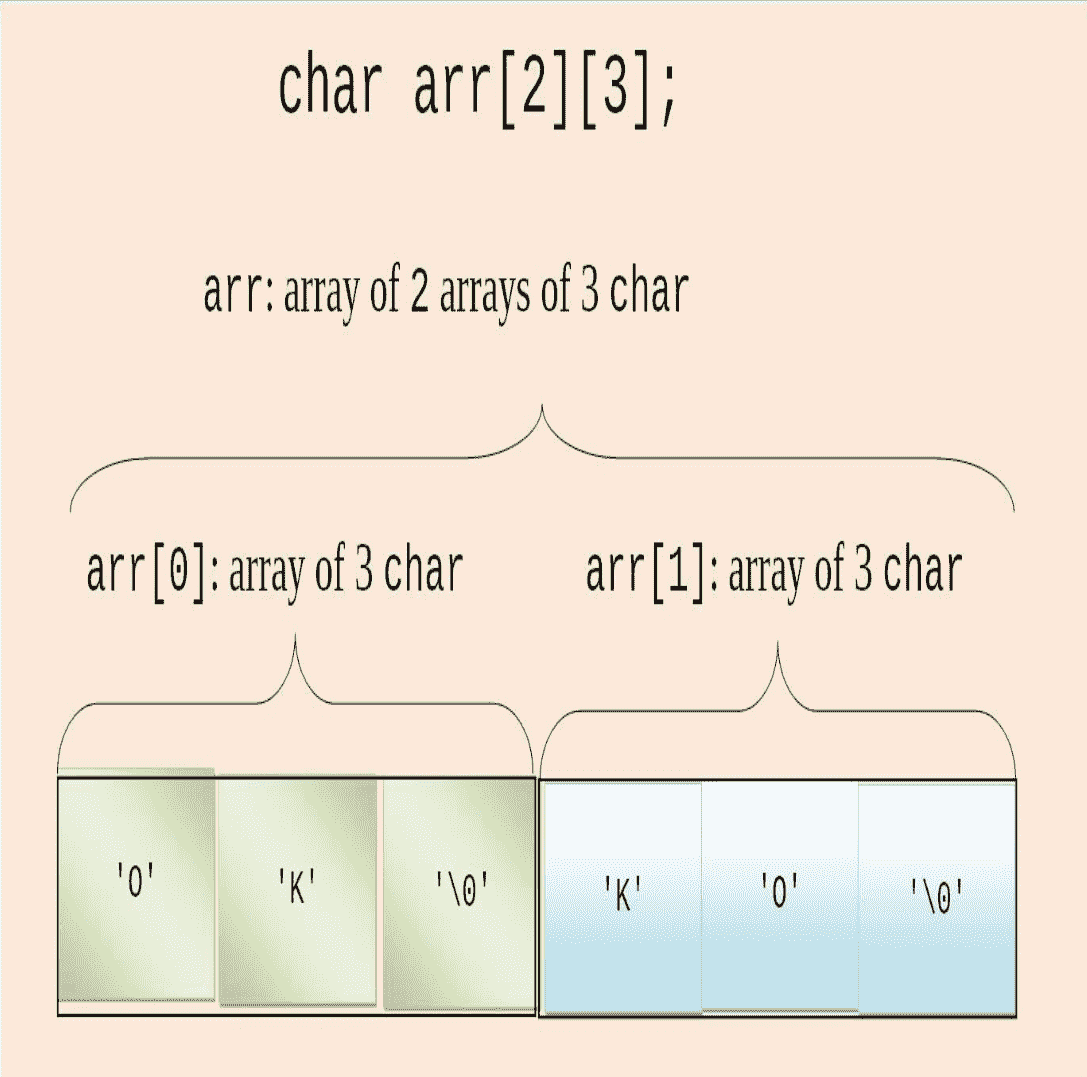 char arr[2][3];
arr: array of 2 arrays of 3 char
arr[0]: array of 3 char arr[1]: array of 3 char
'O' 'K' '\0' 'K' 'O' '\0'